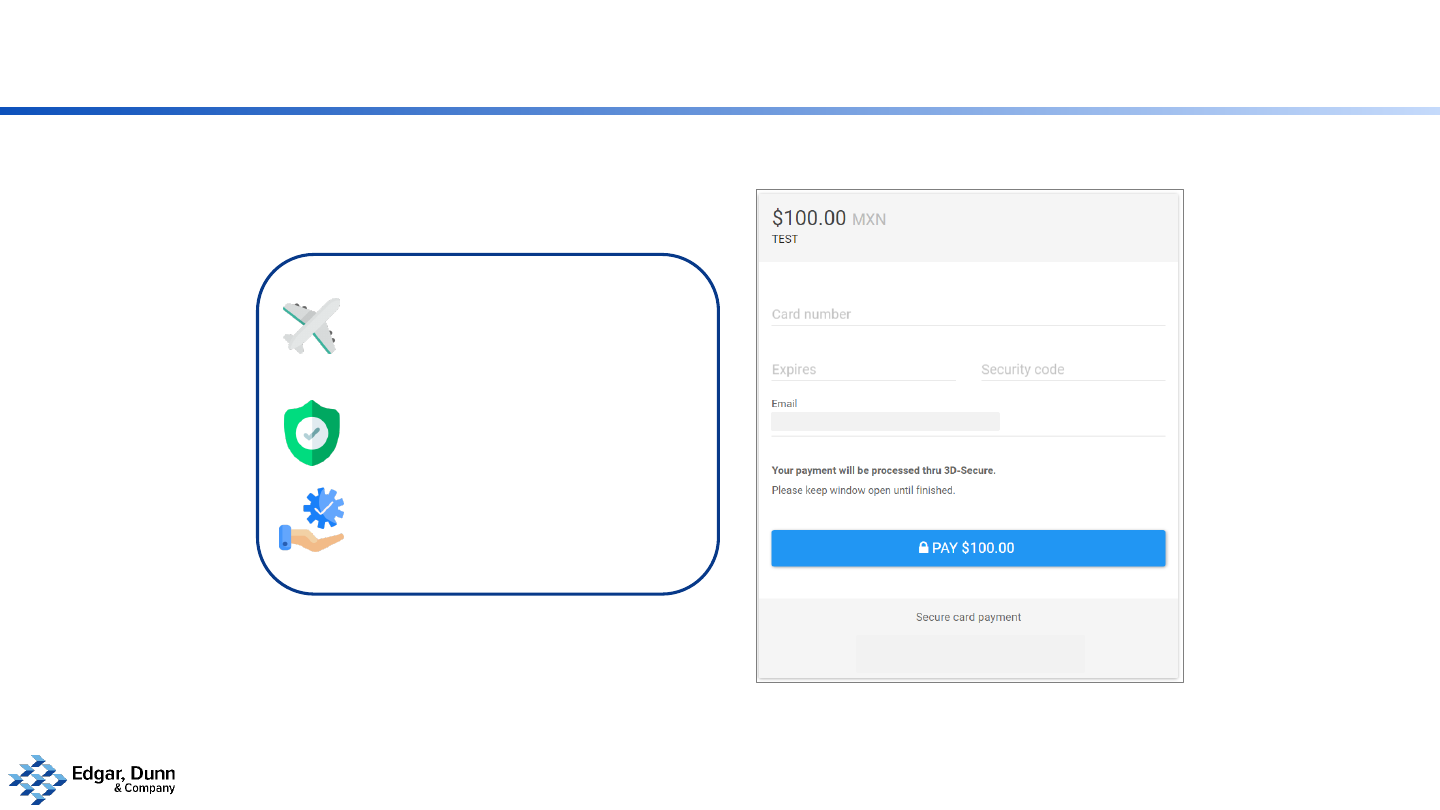 $100.00 MXN
TEST
Card number
Expires Security code
Email
Your payment will be processed thru 3D-Secure.
Please keep window open until finished.
PAY $100.00
Secure card payment
Edgar, Dunn
& Company